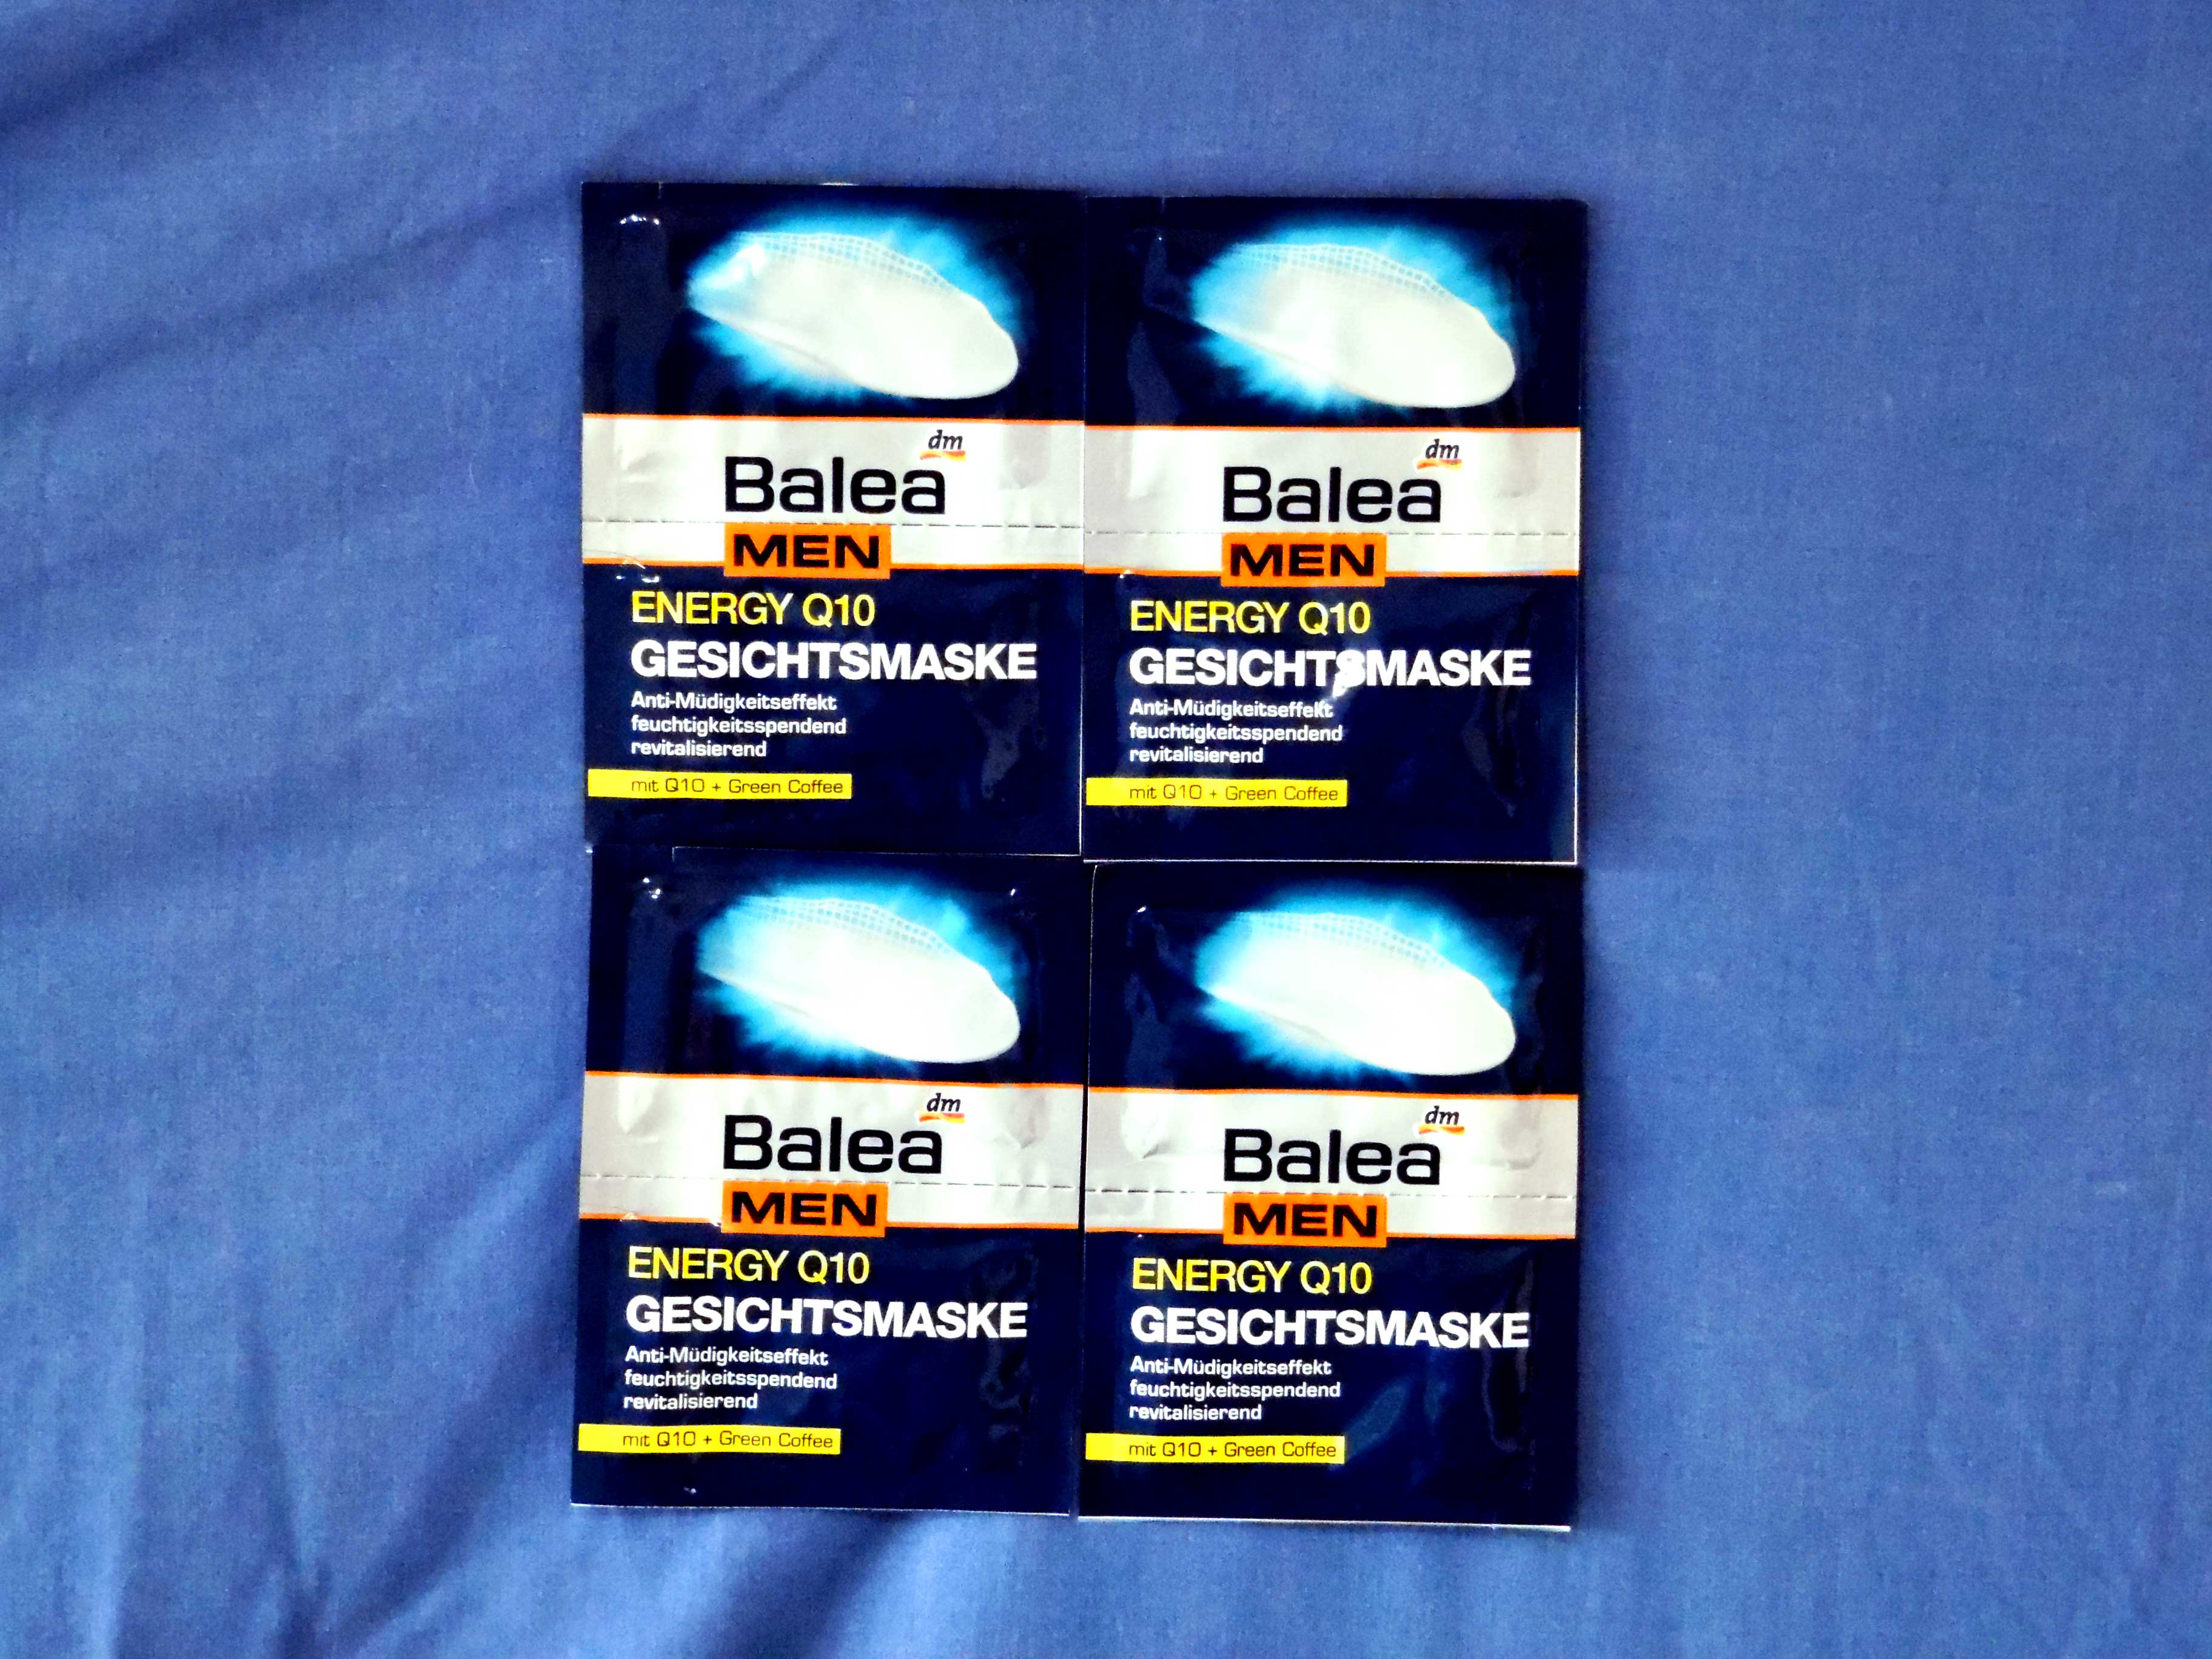 dm
Balea
MEN
ENERGY Q10
GESICHTSMASKE
Anti-Müdigkeitseffekt
feuchtigkeitsspendend
revitalisierend
mit Q10 + Green Coffee
dm
Balea
MEN
ENERGY Q10
GESICHTSMASKE
Anti-Müdigkeitseffekt
feuchtigkeitsspendend
revitalisierend
mit Q10 + Green Coffee
dm
Balea
MEN
ENERGY Q10
GESICHTSMASKE
Anti-Müdigkeitseffekt
feuchtigkeitsspendend
revitalisierend
mit Q10 + Green Coffee
dm
Balea
MEN
ENERGY Q10
GESICHTSMASKE
Anti-Müdigkeitseffekt
feuchtigkeitsspendend
revitalisierend
mit Q10 + Green Coffee